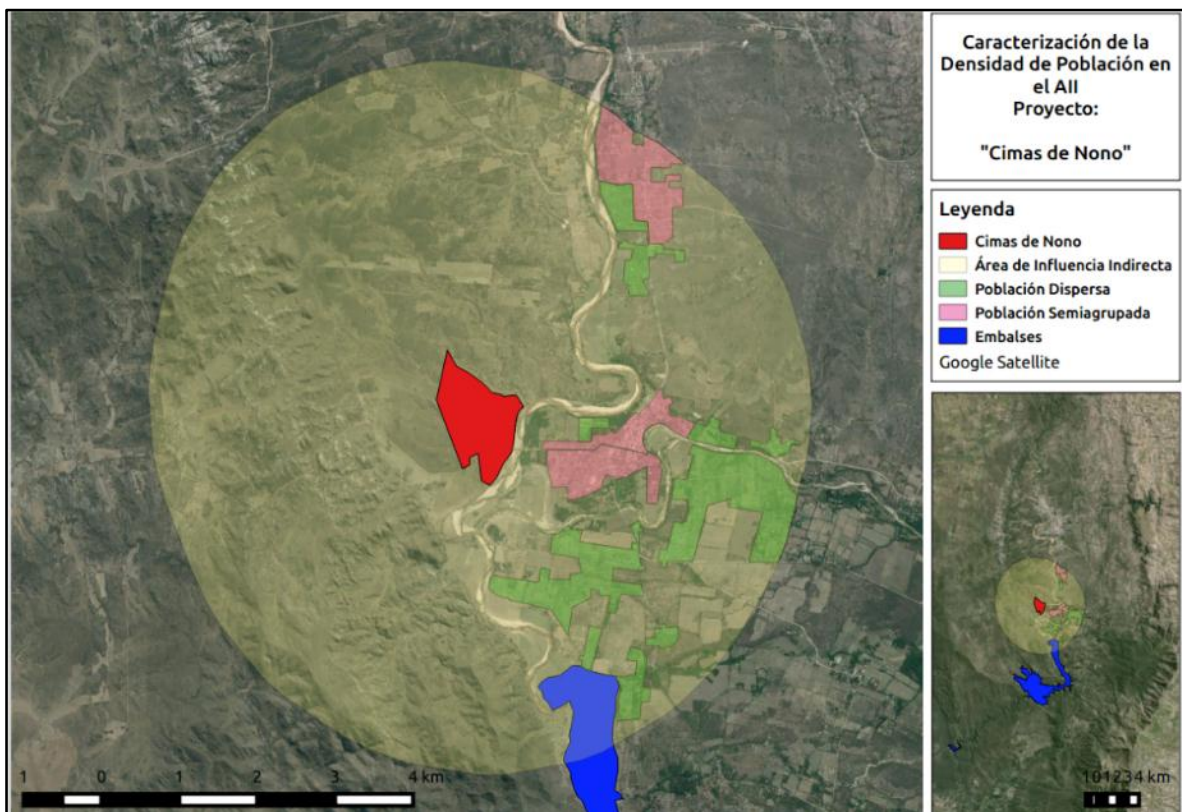 Caracterización de la
Densidad de Población en
el AII
Proyecto:
"Cimas de Nono"
Leyenda
Cimas de Nono
Área de Influencia Indirecta
Población Dispersa
Población Semiagrupada
Embalses
Google Satellite
1 0 1 2 3 4 km
101234 km